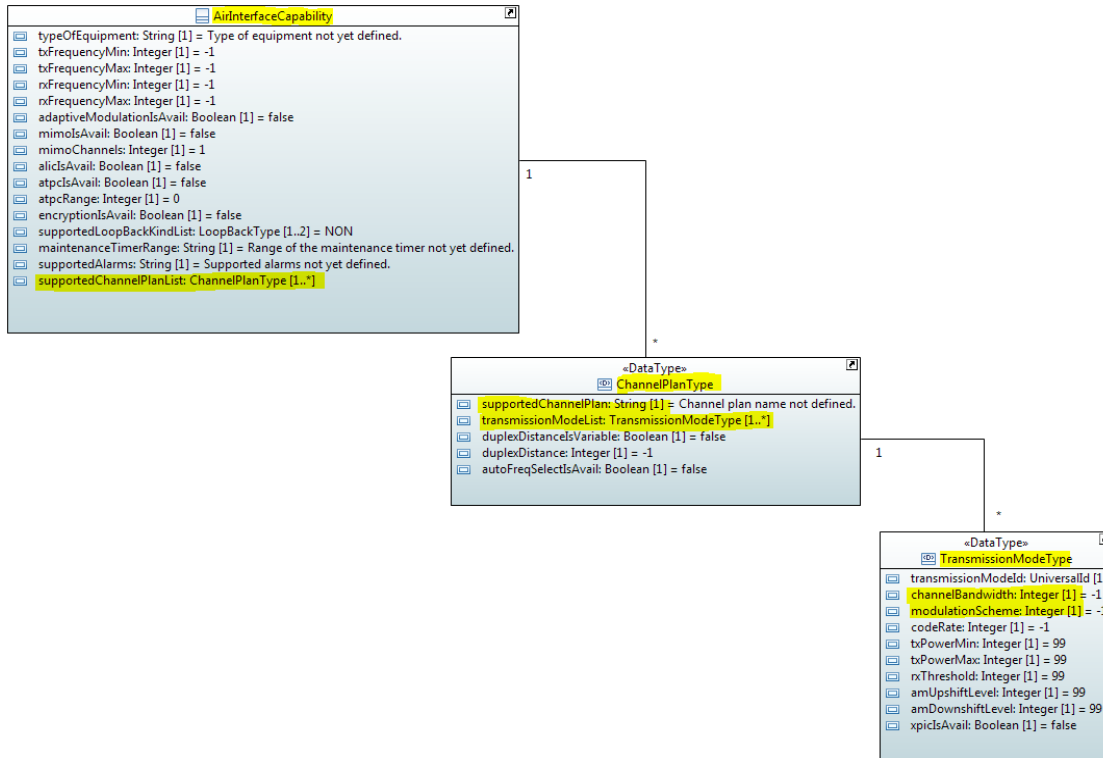 AirInterfaceCapability
typeOfEquipment: String [1] = Type of equipment not yet defined.
txFrequencyMin: Integer [1] = -1
txFrequencyMax: Integer [1] = -1
rxFrequencyMin: Integer [1] = -1
rxFrequencyMax: Integer [1] = -1
adaptiveModulationIsAvail: Boolean [1] = false
mimoIsAvail: Boolean [1] = false
mimoChannels: Integer [1] = 1
alicIsAvail: Boolean [1] = false
atpcIsAvail: Boolean [1] = false
atpcRange: Integer [1] = 0
encryptionIsAvail: Boolean [1] = false
supportedLoopBackKindList: LoopBackType [1..2] = NON
maintenanceTimerRange: String [1] = Range of the maintenance timer not yet defined.
supportedAlarms: String [1] = Supported alarms not yet defined.
supportedChannelPlanList: ChannelPlanType [1..*]
1
*
«DataType»
ChannelPlanType
supportedChannelPlan: String [1] = Channel plan name not defined.
transmissionModeList: TransmissionModeType [1..*]
duplexDistanceIsVariable: Boolean [1] = false
duplexDistance: Integer [1] = -1
autoFreqSelectIsAvail: Boolean [1] = false
1
*
«DataType»
TransmissionModeType
transmissionModeId: UniversalId [1
channelBandwidth: Integer [1] = -1
modulationScheme: Integer [1] = -1
codeRate: Integer [1] = -1
txPowerMin: Integer [1] = 99
txPowerMax: Integer [1] = 99
rxThreshold: Integer [1] = 99
amUpshiftLevel: Integer [1] = 99
amDownshiftLevel: Integer [1] = 99
xpicIsAvail: Boolean [1] = false